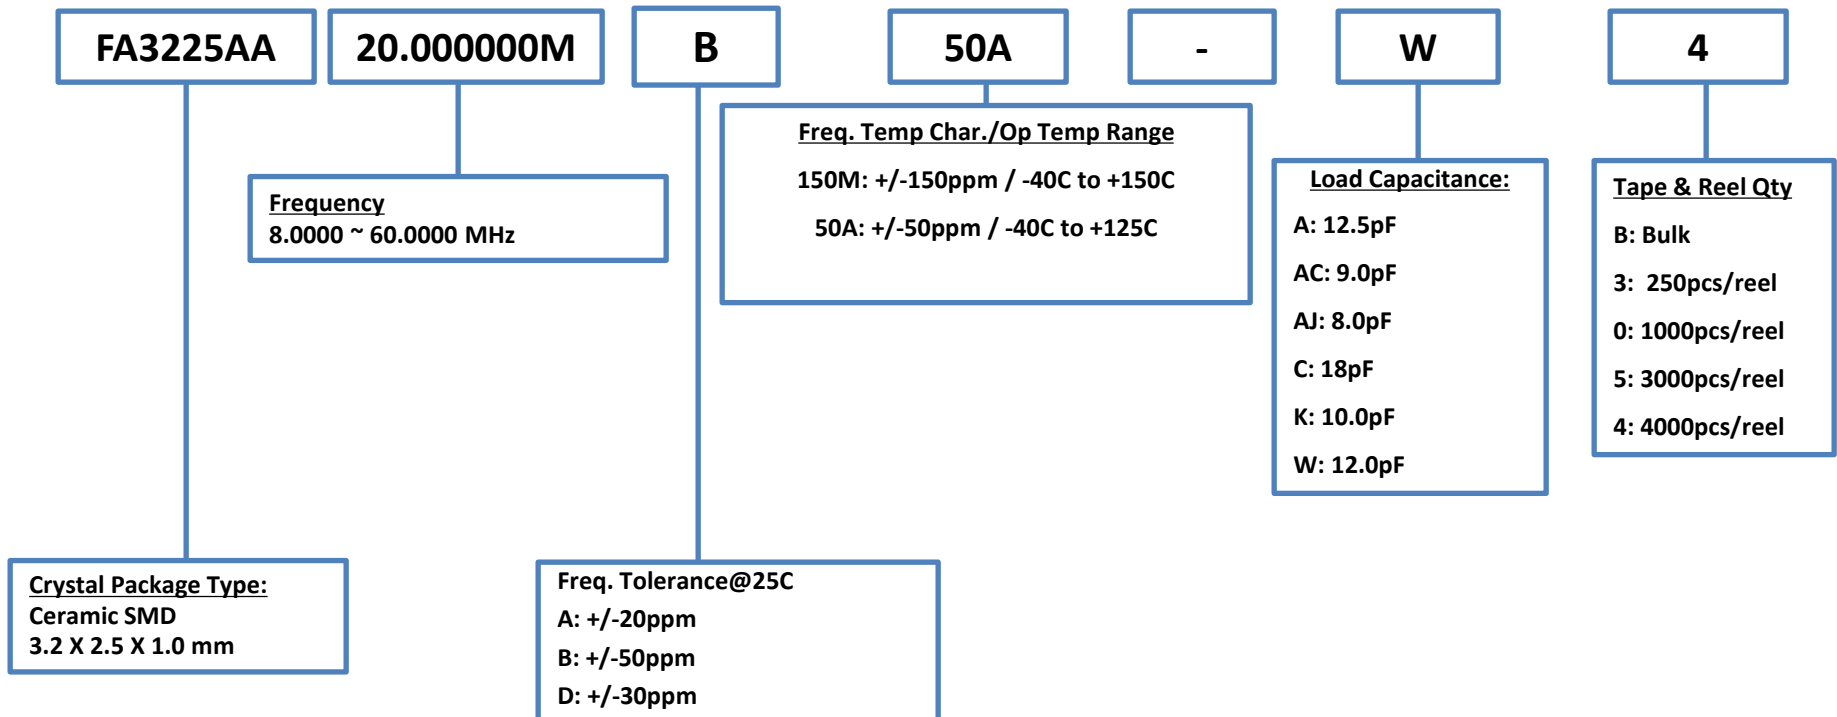 FA3225AA 20.000000M B 50A - W 4
Freq. Temp Char./Op Temp Range
150M: +/-150ppm / -40C to +150C
50A: +/-50ppm / -40C to +125C
Frequency
8.0000 ~ 60.0000 MHz
Load Capacitance:
A: 12.5pF
AC: 9.0pF
AJ: 8.0pF
C: 18pF
K: 10.0pF
W: 12.0pF
Tape & Reel Qty
B: Bulk
3: 250pcs/reel
0: 1000pcs/reel
5: 3000pcs/reel
4: 4000pcs/reel
Crystal Package Type:
Ceramic SMD
3.2 X 2.5 X 1.0 mm
Freq. Tolerance@25C
A: +/-20ppm
B: +/-50ppm
D: +/-30ppm